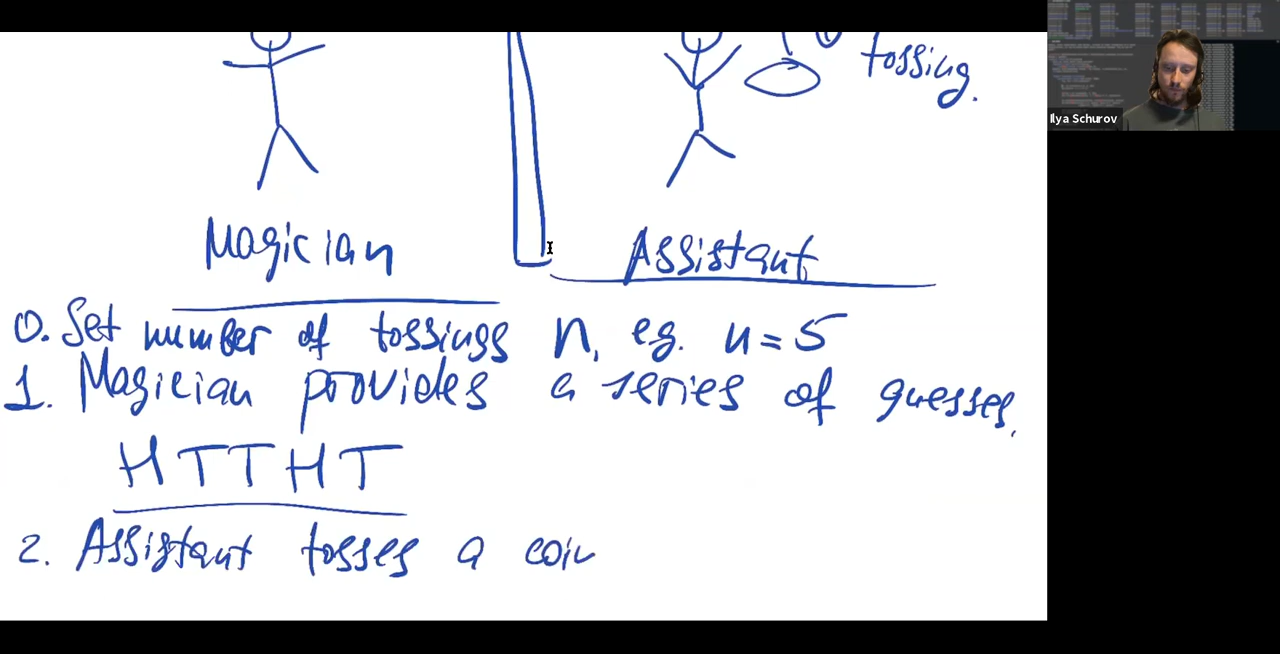 tossing.
Ilya Schurov
Magician
Assistant
0. Set number of tossings n, e.g. n = 5
1. Magician provides a series of guesses.
HTTHT
2. Assistant tosses a coin